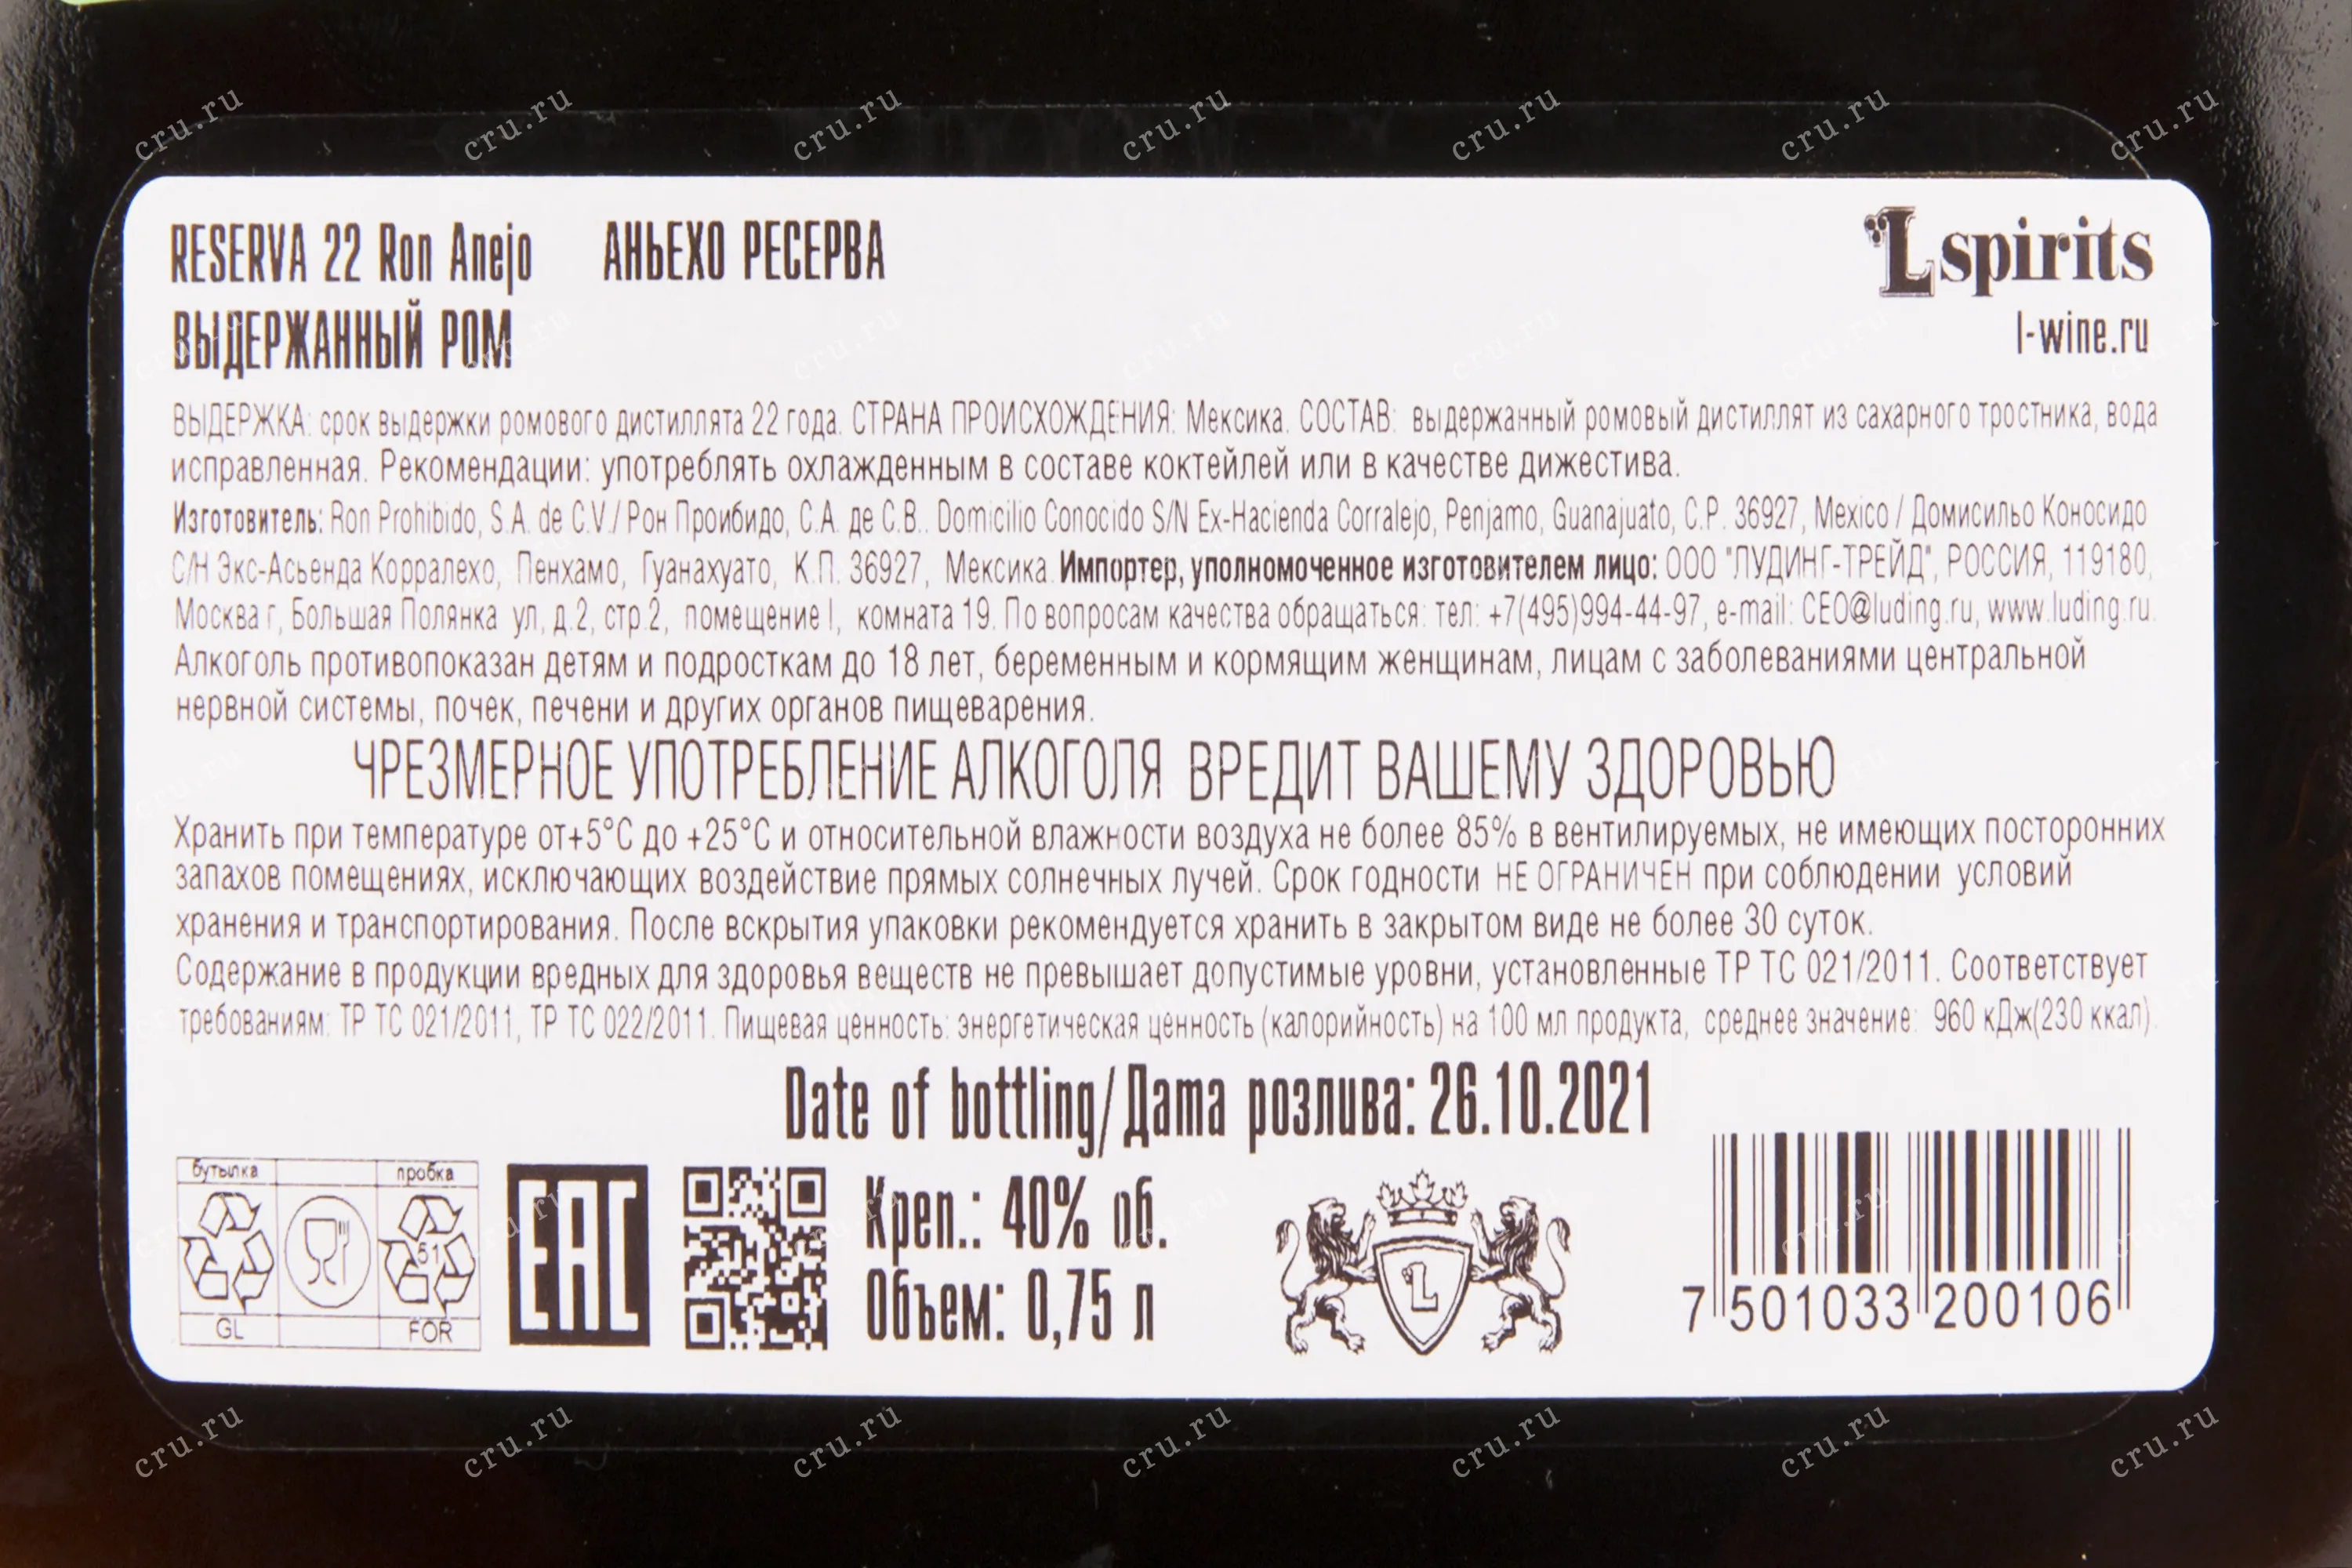 RESERVA 22 Ron Anejo АНЬЕХО РЕСЕРВА
ВЫДЕРЖАННЫЙ РОМ
L spirits
l-wine.ru
ВЫДЕРЖКА: срок выдержки ромового дистиллята 22 года. СТРАНА ПРОИСХОЖДЕНИЯ: Мексика. СОСТАВ: выдержанный ромовый дистиллят из сахарного тростника, вода
исправленная. Рекомендации: употреблять охлажденным в составе коктейлей или в качестве дижестива.
Изготовитель: Ron Prohibido, S.A. de C.V./ Рон Проибидо, С.А. де С.В.. Domicilio Conocido S/N Ex-Hacienda Corralejo, Penjamo, Guanajuato, C.P. 36927, Mexico / Домисильо Коносидо
С/Н Экс-Асьенда Корралехо, Пенхамо, Гуанахуато, К.П. 36927, Мексика. Импортер, уполномоченное изготовителем лицо: ООО "ЛУДИНГ-ТРЕЙД", РОССИЯ, 119180,
Москва г, Большая Полянка ул, д.2, стр.2, помещение I, комната 19. По вопросам качества обращаться: тел: +7(495)994-44-97, e-mail: CEO@luding.ru, www.luding.ru.
Алкоголь противопоказан детям и подросткам до 18 лет, беременным и кормящим женщинам, лицам с заболеваниями центральной
нервной системы, почек, печени и других органов пищеварения.
ЧРЕЗМЕРНОЕ УПОТРЕБЛЕНИЕ АЛКОГОЛЯ ВРЕДИТ ВАШЕМУ ЗДОРОВЬЮ
Хранить при температуре от+5°С до +25°С и относительной влажности воздуха не более 85% в вентилируемых, не имеющих посторонних
запахов помещениях, исключающих воздействие прямых солнечных лучей. Срок годности НЕ ОГРАНИЧЕН при соблюдении условий
хранения и транспортирования. После вскрытия упаковки рекомендуется хранить в закрытом виде не более 30 суток.
Содержание в продукции вредных для здоровья веществ не превышает допустимые уровни, установленные ТР ТС 021/2011. Соответствует
требованиям: ТР ТС 021/2011, ТР ТС 022/2011. Пищевая ценность: энергетическая ценность (калорийность) на 100 мл продукта, среднее значение: 960 кДж(230 ккал).
Date of bottling/Дата розлива: 26.10.2021
бутылка пробка
51
GL FOR
EAC
Креп.: 40% об.
Объем: 0,75 л
L
7 501033 200106
cru.ru